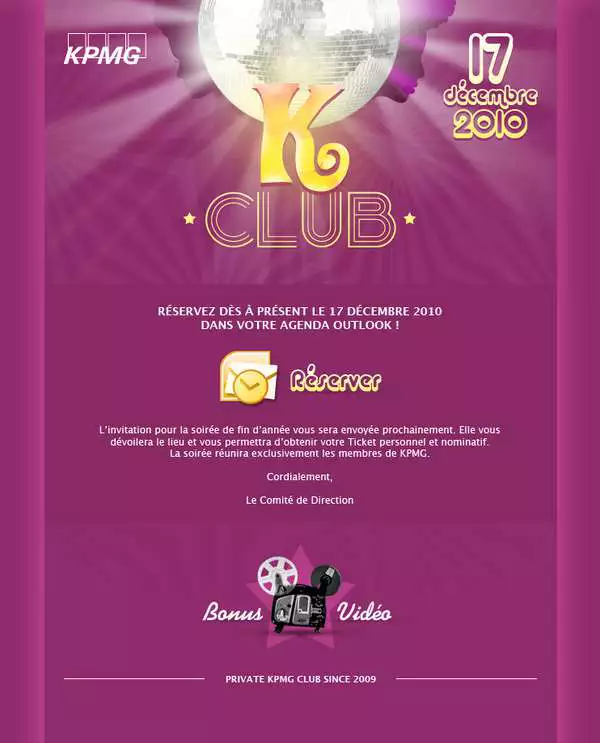 KPMG
17
décembre
2010
K
CLUB
RÉSERVEZ DÈS À PRÉSENT LE 17 DÉCEMBRE 2010
DANS VOTRE AGENDA OUTLOOK !
Réserver
L'invitation pour la soirée de fin d'année vous sera envoyée prochainement. Elle vous
dévoilera le lieu et vous permettra d'obtenir votre Ticket personnel et nominatif.
La soirée réunira exclusivement les membres de KPMG.
Cordialement,
Le Comité de Direction
Bonus Vidéo
PRIVATE KPMG CLUB SINCE 2009